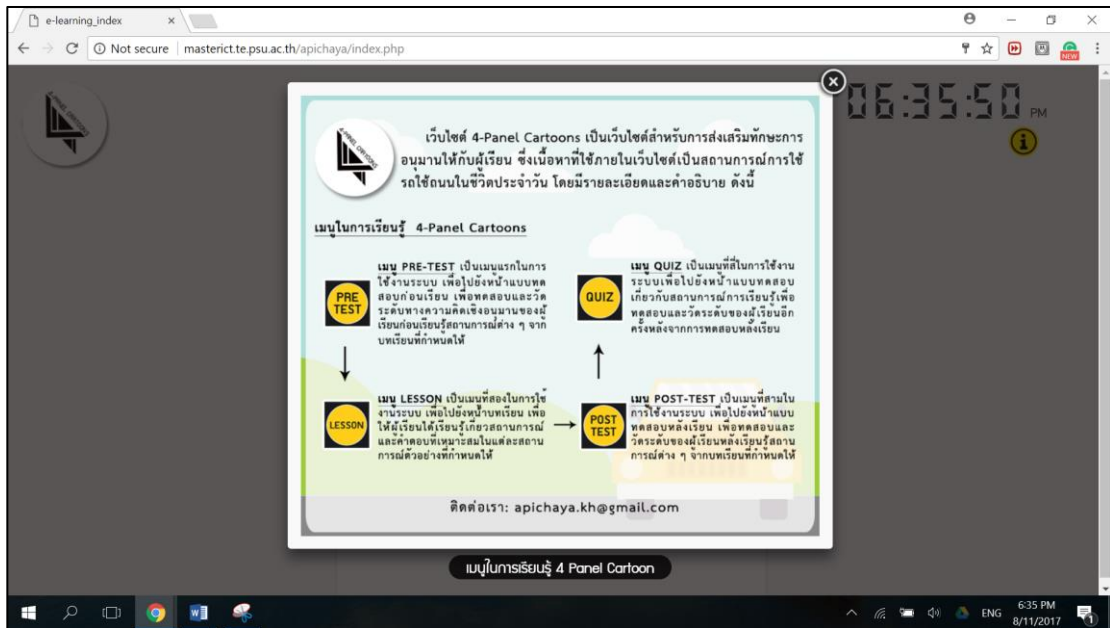 e-learning_index
Not secure masterict.te.psu.ac.th/apichaya/index.php
NEW
4-PANEL CARTOONS
06:35:50 PM
4-PANEL CARTOONS
เว็บไซต์ 4-Panel Cartoons เป็นเว็บไซต์สำหรับการส่งเสริมทักษะการ
อนุมานให้กับผู้เรียน ซึ่งเนื้อหาที่ใช้ภายในเว็บไซต์เป็นสถานการณ์การใช้
รถใช้ถนนในชีวิตประจำวัน โดยมีรายละเอียดและคำอธิบาย ดังนี้
เมนูในการเรียนรู้ 4-Panel Cartoons
PRE
TEST
เมนู PRE-TEST เป็นเมนูแรกในการ
ใช้งานระบบ เพื่อไปยังหน้าแบบทด
สอบก่อนเรียน เพื่อทดสอบและวัด
ระดับทางความคิดเชิงอนุมานของผู้
เรียนก่อนเรียนรู้สถานการณ์ต่าง ๆ จาก
บทเรียนที่กำหนดให้
QUIZ
เมนู QUIZ เป็นเมนูที่สี่ในการใช้งาน
ระบบเพื่อไปยังหน้าแบบทดสอบ
เกี่ยวกับสถานการณ์การเรียนรู้เพื่อ
ทดสอบและวัดระดับของผู้เรียนอีก
ครั้งหลังจากการทดสอบหลังเรียน
LESSON
เมนู LESSON เป็นเมนูที่สองในการใช้
งานระบบ เพื่อไปยังหน้าบทเรียน เพื่อ
ให้ผู้เรียนได้เรียนรู้เกี่ยวสถานการณ์
และคำตอบที่เหมาะสมในแต่ละสถาน
การณ์ตัวอย่างที่กำหนดให้
POST
TEST
เมนู POST-TEST เป็นเมนูที่สามใน
การใช้งานระบบ เพื่อไปยังหน้าแบบ
ทดสอบหลังเรียน เพื่อทดสอบและ
วัดระดับของผู้เรียนหลังเรียนรู้สถาน
การณ์ต่าง ๆ จากบทเรียนที่กำหนดให้
ติดต่อเรา: apichaya.kh@gmail.com
เมนูในการเรียนรู้ 4 Panel Cartoon
ENG
6:35 PM
8/11/2017
1